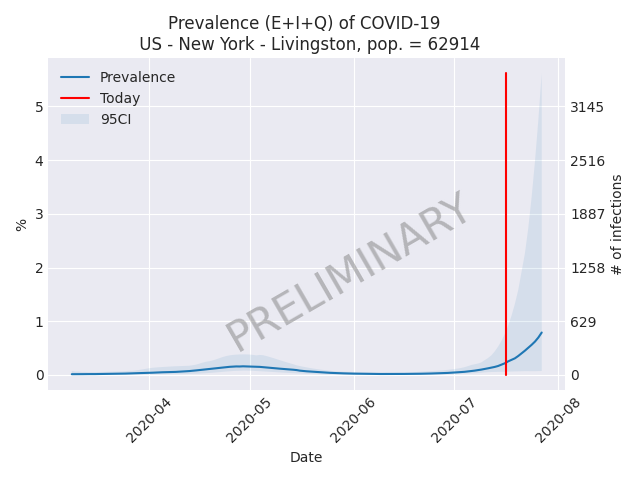 Prevalence (E+I+Q) of COVID-19
US - New York - Livingston, pop. = 62914
Prevalence
Today
95CI
PRELIMINARY
%
5
4
3
2
1
0
3145
2516
1887
1258
629
0
# of infections
2020-04
2020-05
2020-06
2020-07
2020-08
Date